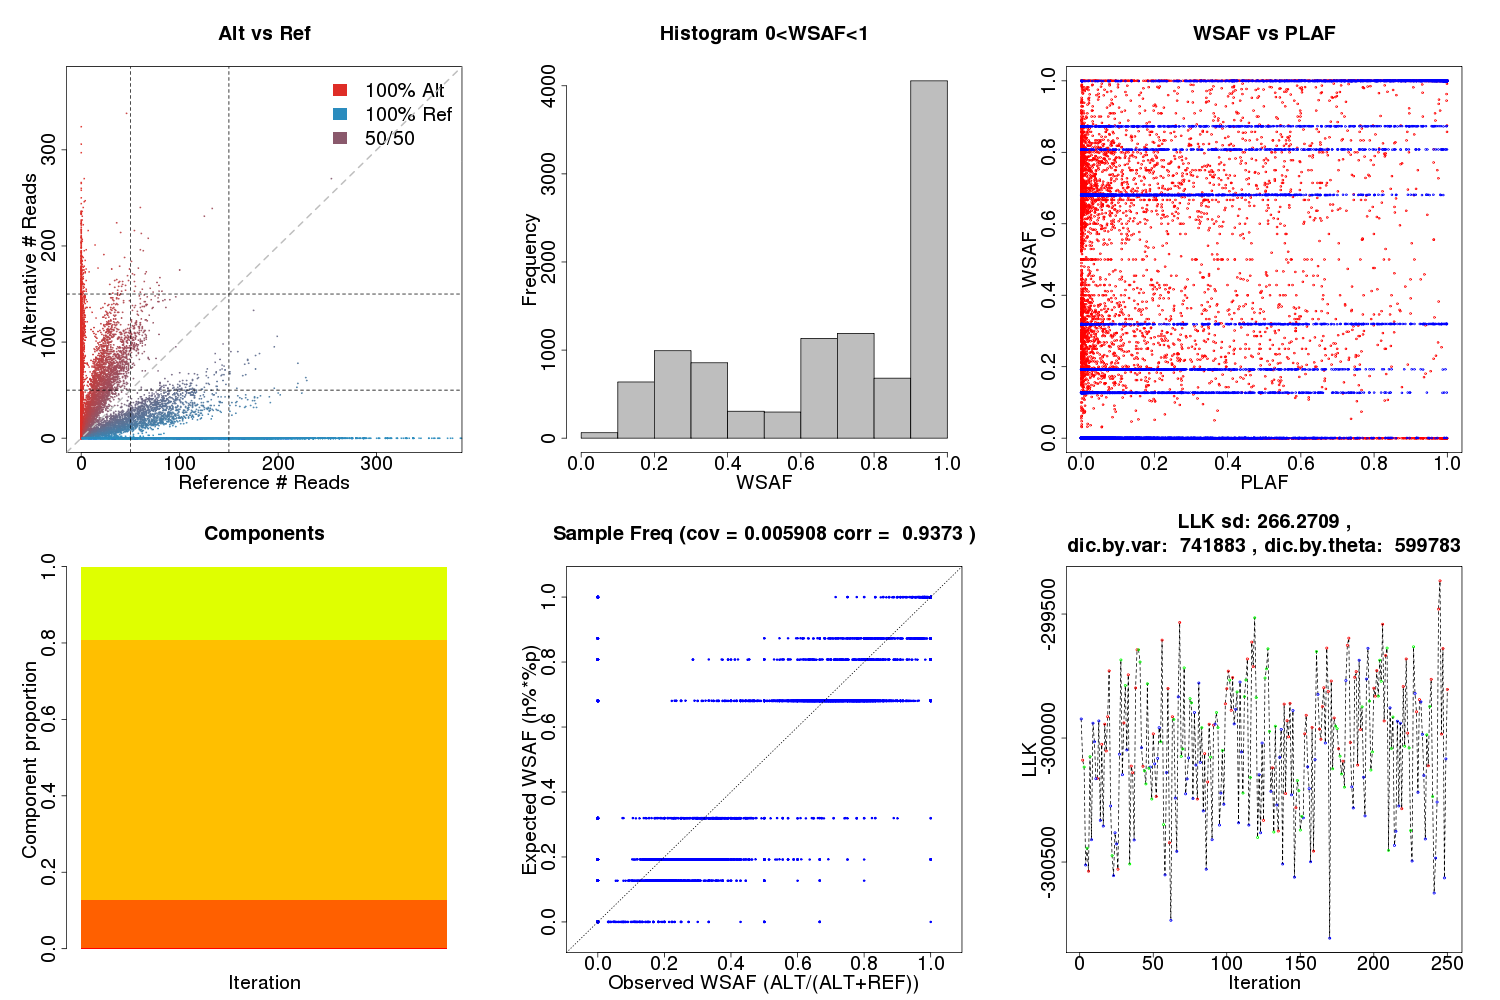 Alt vs Ref
100% Alt
100% Ref
50/50
Alternative # Reads
0 100 200 300
0 100 200 300
Reference # Reads
Histogram 0<WSAF<1
Frequency
0 1000 2000 3000 4000
0.0 0.2 0.4 0.6 0.8 1.0
WSAF
WSAF vs PLAF
WSAF
0.0 0.2 0.4 0.6 0.8 1.0
0.0 0.2 0.4 0.6 0.8 1.0
PLAF
Components
Component proportion
0.0 0.2 0.4 0.6 0.8 1.0
Iteration
Sample Freq (cov = 0.005908 corr = 0.9373 )
Expected WSAF (h%*%p)
0.0 0.2 0.4 0.6 0.8 1.0
0.0 0.2 0.4 0.6 0.8 1.0
Observed WSAF (ALT/(ALT+REF))
LLK sd: 266.2709 ,
dic.by.var: 741883 , dic.by.theta: 599783
LLK
-300500 -300000 -299500
0 50 100 150 200 250
Iteration